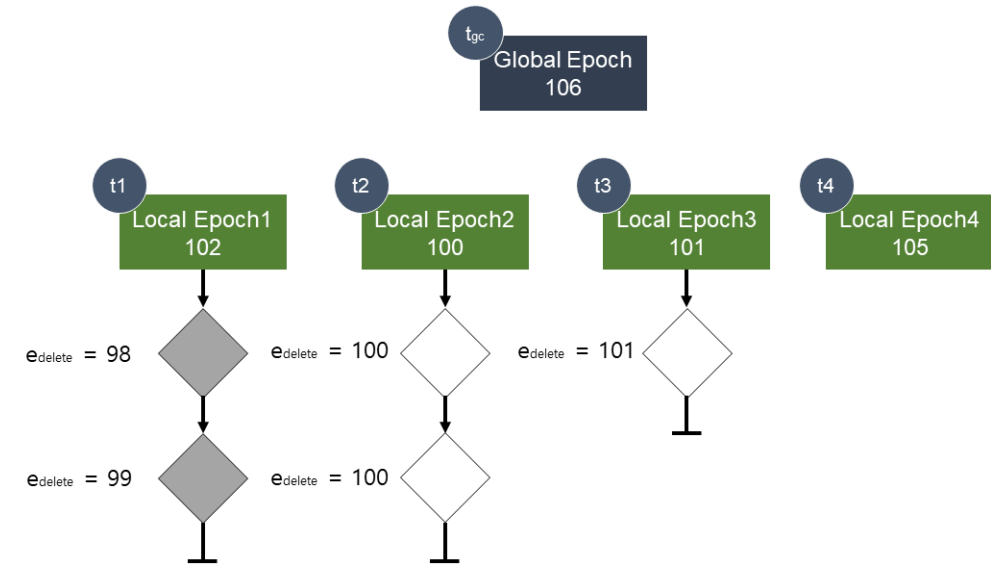 tgc
Global Epoch
106
t1
t2
t3
t4
Local Epoch1
102
Local Epoch2
100
Local Epoch3
101
Local Epoch4
105
edelete = 98
edelete = 100
edelete = 101
edelete = 99
edelete = 100